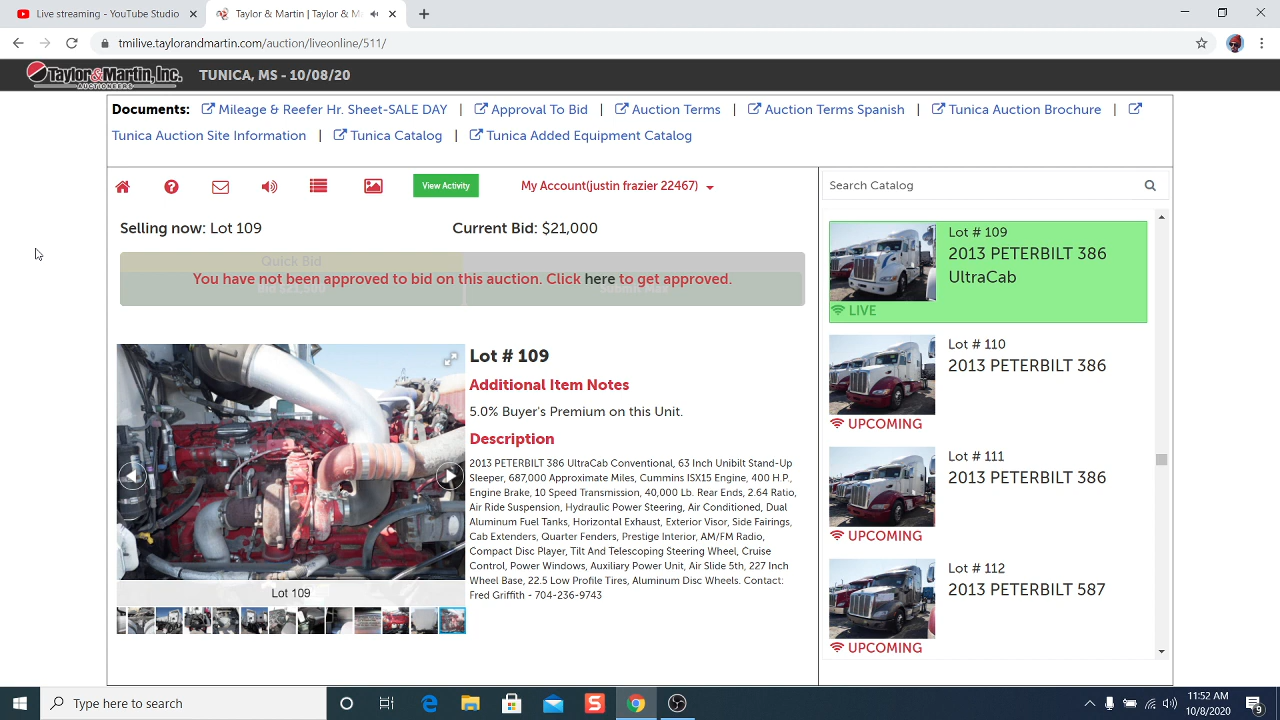 Live streaming - YouTube Studio
Taylor & Martin | Taylor & M
tmilive.taylorandmartin.com/auction/liveonline/511/
Taylor & Martin, Inc.
AUCTIONEERS
TUNICA, MS - 10/08/20
Documents: Mileage & Reefer Hr. Sheet-SALE DAY | Approval To Bid | Auction Terms | Auction Terms Spanish | Tunica Auction Brochure |
Tunica Auction Site Information | Tunica Catalog | Tunica Added Equipment Catalog
View Activity
My Account(justin frazier 22467)
Selling now: Lot 109
Current Bid: $21,000
Quick Bid
You have not been approved to bid on this auction. Click here to get approved.
Lot # 109
Additional Item Notes
5.0% Buyer's Premium on this Unit.
Description
2013 PETERBILT 386 UltraCab Conventional, 63 Inch Unibilt Stand-Up
Sleeper, 687,000 Approximate Miles, Cummins ISX15 Engine, 400 H.P.,
Engine Brake, 10 Speed Transmission, 40,000 Lb. Rear Ends, 2.64 Ratio,
Air Ride Suspension, Hydraulic Power Steering, Air Conditioned, Dual
Aluminum Fuel Tanks, Horizontal Exhaust, Exterior Visor, Side Fairings,
Cab Extenders, Quarter Fenders, Prestige Interior, AM/FM Radio,
Compact Disc Player, Tilt And Telescoping Steering Wheel, Cruise
Control, Power Windows, Auxiliary Power Unit, Air Slide 5th, 227 Inch
Wheel Base, 22.5 Low Profile Tires, Aluminum Disc Wheels. Contact:
Fred Griffith - 704-236-9743
Lot 109
Search Catalog
Lot # 109
2013 PETERBILT 386
UltraCab
LIVE
Lot # 110
2013 PETERBILT 386
UPCOMING
Lot # 111
2013 PETERBILT 386
UPCOMING
Lot # 112
2013 PETERBILT 587
UPCOMING
Type here to search
11:52 AM
10/8/2020
9